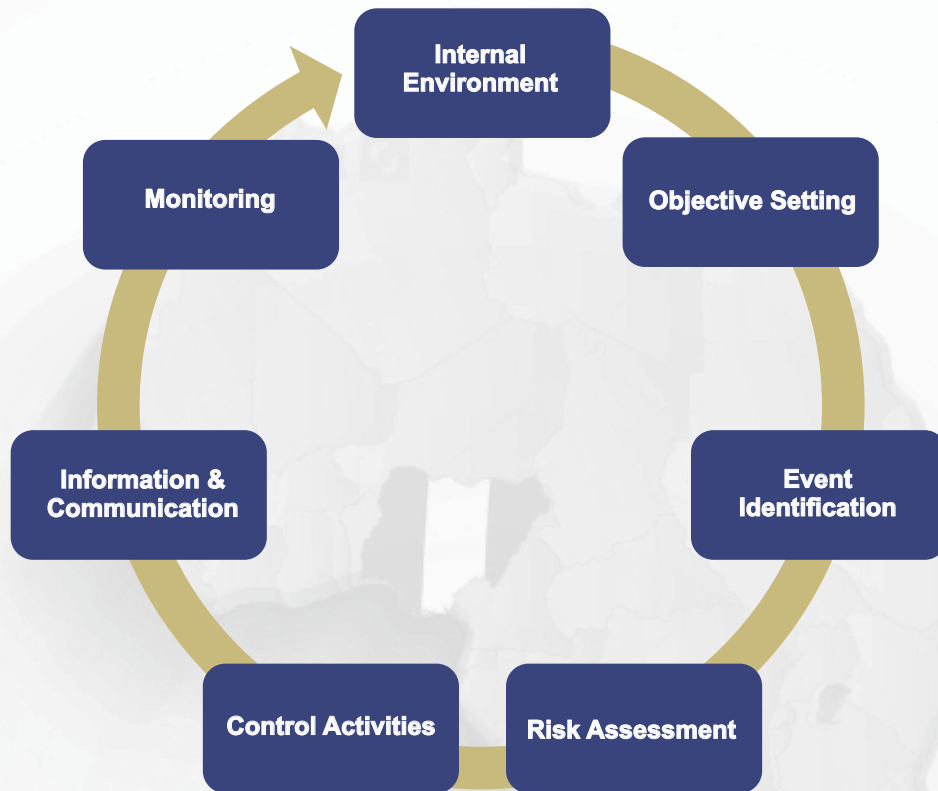 Internal
Environment
Objective Setting
Event
Identification
Risk Assessment
Control Activities
Information &
Communication
Monitoring